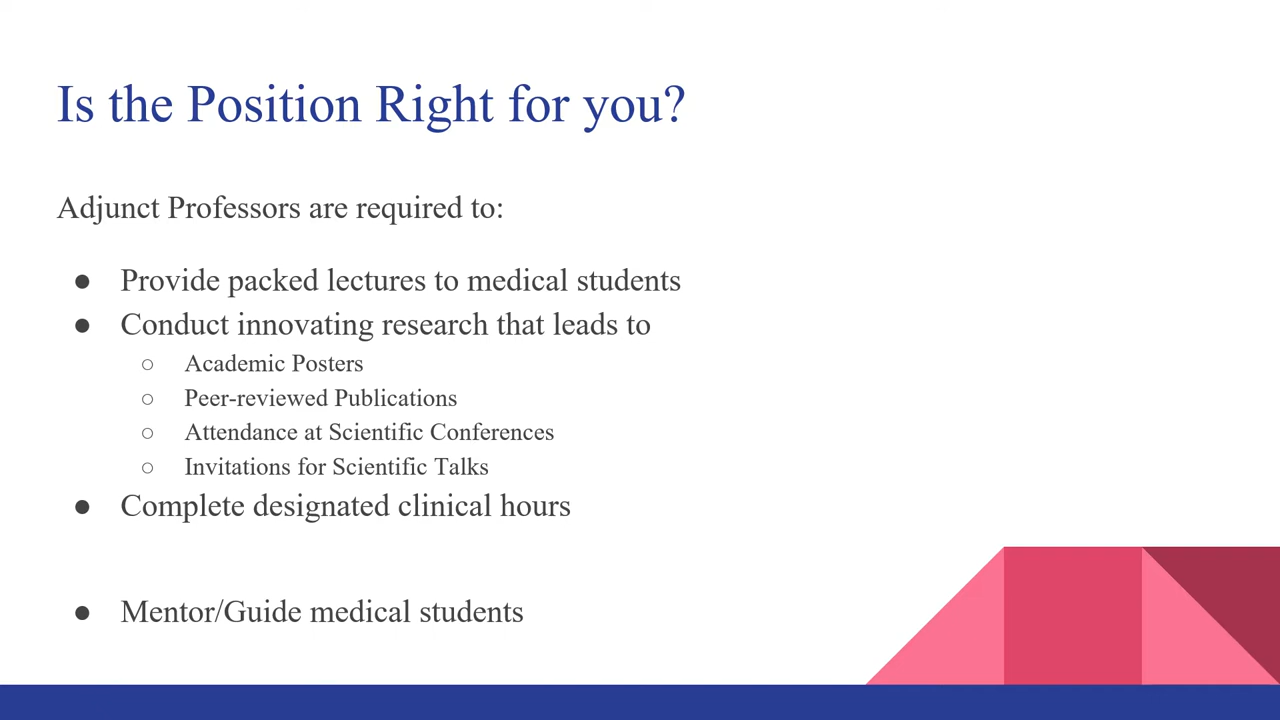 Is the Position Right for you?
Adjunct Professors are required to:
● Provide packed lectures to medical students
● Conduct innovating research that leads to
○ Academic Posters
○ Peer-reviewed Publications
○ Attendance at Scientific Conferences
○ Invitations for Scientific Talks
● Complete designated clinical hours
● Mentor/Guide medical students